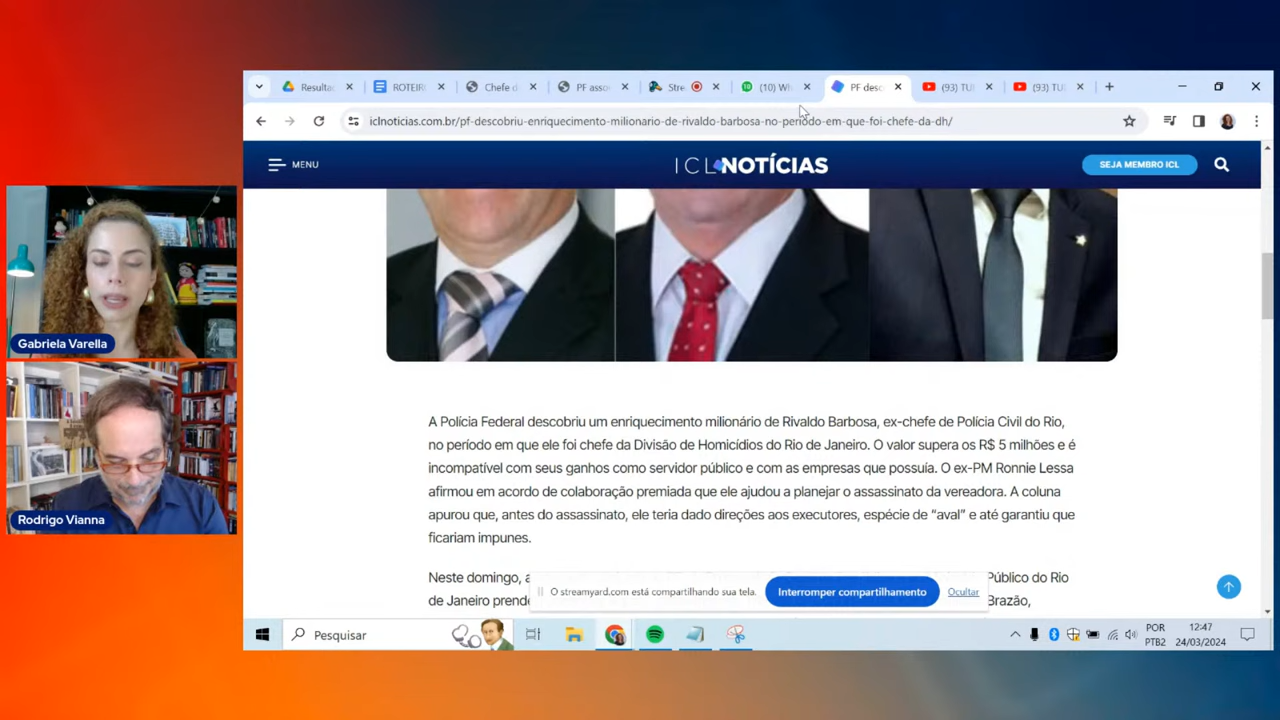 Resultad
ROTEIR
Chefe d
PF asso
Stre
(10) Wh
PF desc
(93) TU
(93) TU
iclnoticias.com.br/pf-descobriu-enriquecimento-milionario-de-rivaldo-barbosa-no-periodo-em-que-foi-chefe-da-dh/
MENU
ICL NOTÍCIAS
SEJA MEMBRO ICL
Gabriela Varella
Rodrigo Vianna
A Polícia Federal descobriu um enriquecimento milionário de Rivaldo Barbosa, ex-chefe de Polícia Civil do Rio,
no período em que ele foi chefe da Divisão de Homicídios do Rio de Janeiro. O valor supera os R$ 5 milhões e é
incompatível com seus ganhos como servidor público e com as empresas que possuía. O ex-PM Ronnie Lessa
afirmou em acordo de colaboração premiada que ele ajudou a planejar o assassinato da vereadora. A coluna
apurou que, antes do assassinato, ele teria dado direções aos executores, espécie de “aval” e até garantiu que
ficariam impunes.
Neste domingo, a Público do Rio
de Janeiro prende Brazão,
O streamyard.com está compartilhando sua tela.
Interromper compartilhamento
Ocultar
Pesquisar
POR
PTB2
12:47
24/03/2024